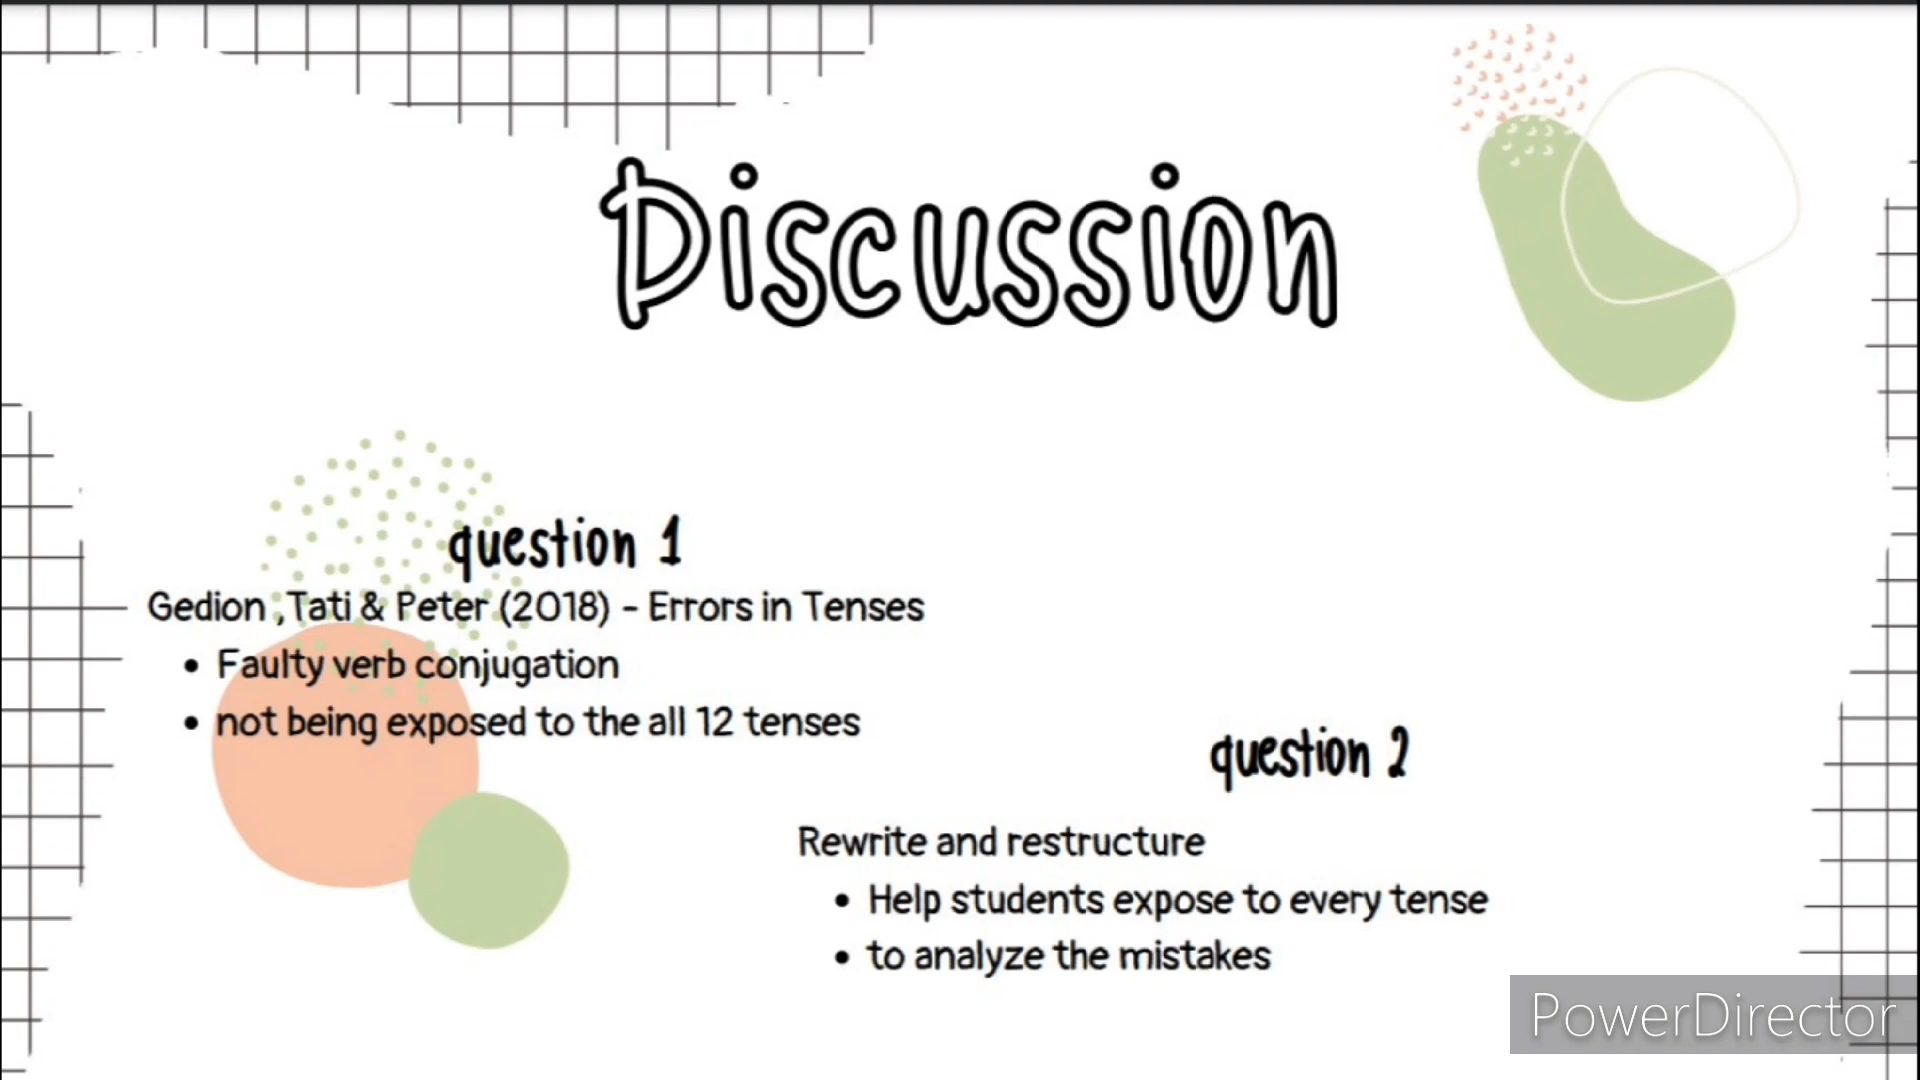 Discussion
question 1
Gedion , Tati & Peter (2018) - Errors in Tenses
• Faulty verb conjugation
• not being exposed to the all 12 tenses
question 2
Rewrite and restructure
• Help students expose to every tense
• to analyze the mistakes
PowerDirector